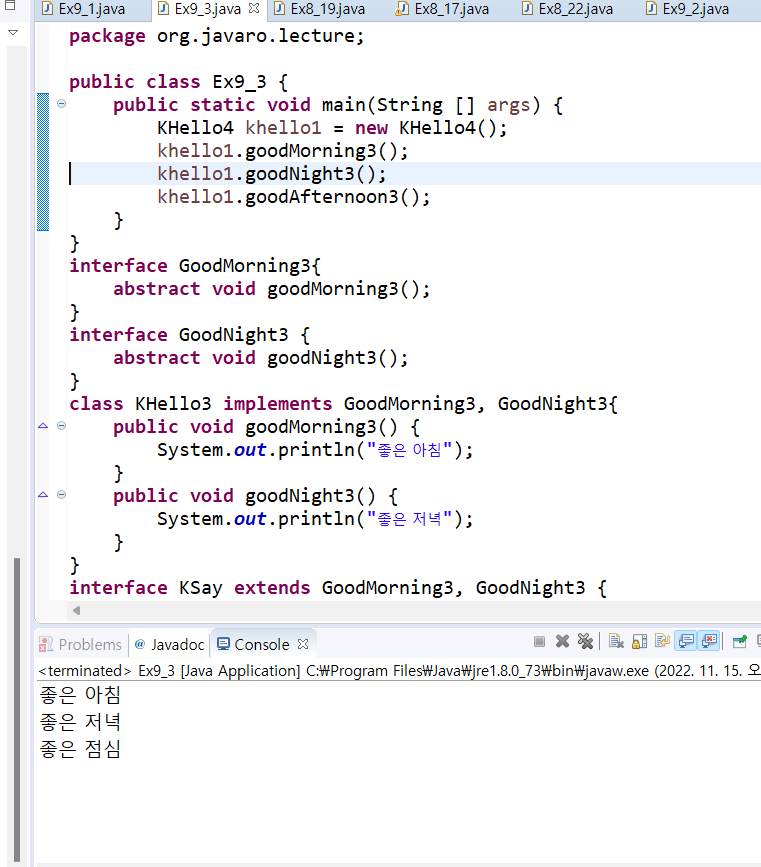 Ex9_1.java Ex9_3.java Ex8_19.java Ex8_17.java Ex8_22.java Ex9_2.java
package org.javaro.lecture;
public class Ex9_3 {
public static void main(String [] args) {
KHello4 khello1 = new KHello4();
khello1.goodMorning3();
khello1.goodNight3();
khello1.goodAfternoon3();
}
}
interface GoodMorning3{
abstract void goodMorning3();
}
interface GoodNight3 {
abstract void goodNight3();
}
class KHello3 implements GoodMorning3, GoodNight3{
public void goodMorning3() {
System.out.println("좋은 아침");
}
public void goodNight3() {
System.out.println("좋은 저녁");
}
}
interface KSay extends GoodMorning3, GoodNight3 {
Problems @ Javadoc Console
<terminated> Ex9_3 [Java Application] C:₩Program Files₩Java₩jre1.8.0_73₩bin₩javaw.exe (2022. 11. 15. 오
좋은 아침
좋은 저녁
좋은 점심